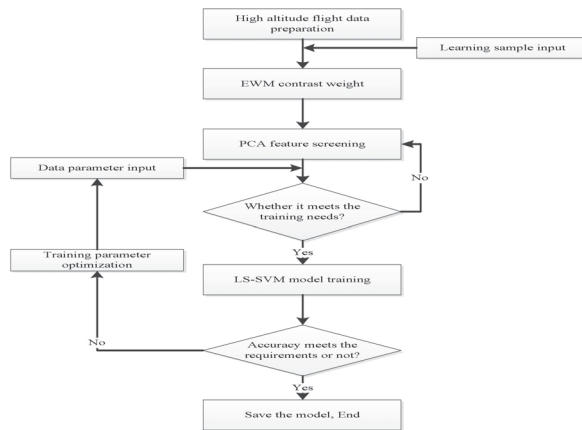 High altitude flight data
preparation
Learning sample input
EWM contrast weight
PCA feature screening
Data parameter input
No
Whether it meets the
training needs?
Yes
Training parameter
optimization
LS-SVM model training
No
Accuracy meets the
requirements or not?
Yes
Save the model, End